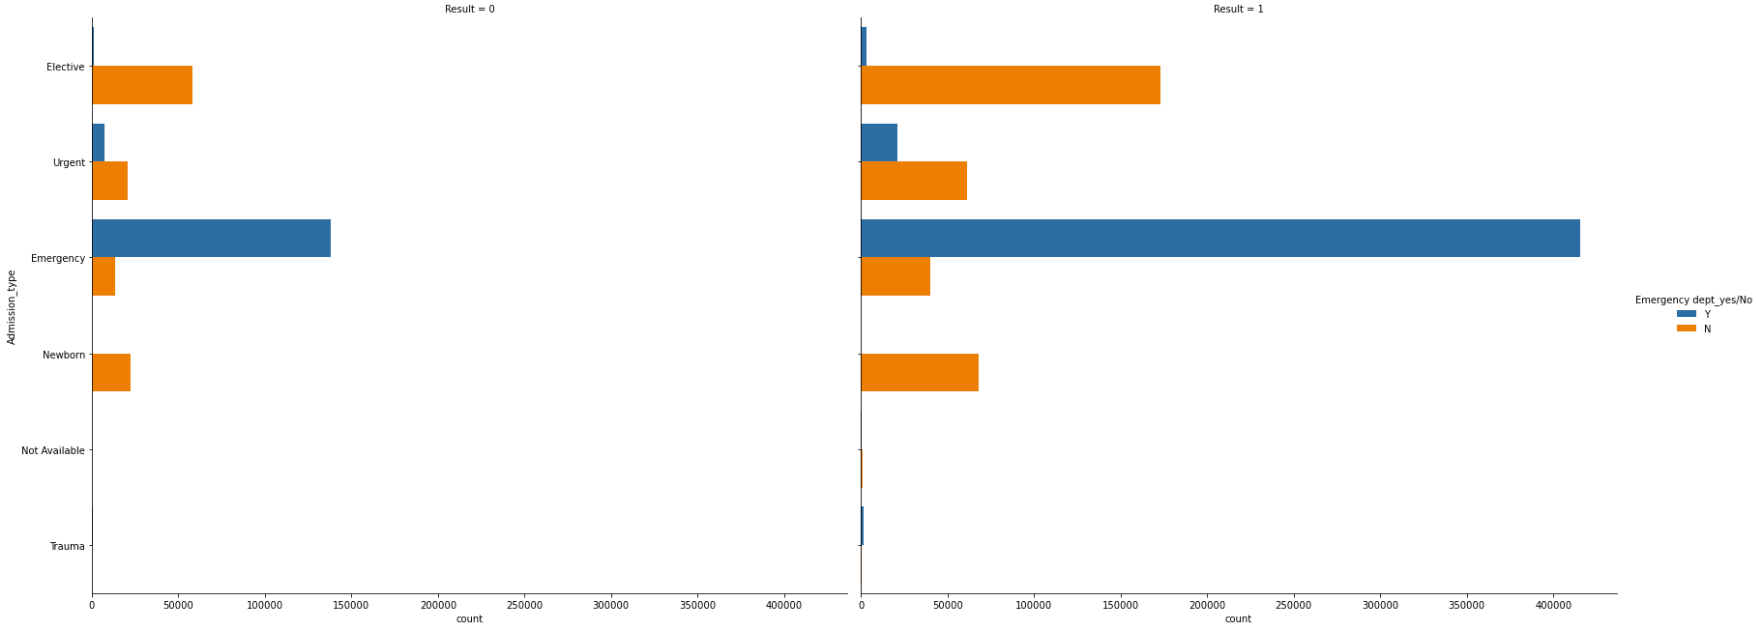 Result = 0
Result = 1
Admission_type
Elective
Urgent
Emergency
Newborn
Not Available
Trauma
0 50000 100000 150000 200000 250000 300000 350000 400000
count
0 50000 100000 150000 200000 250000 300000 350000 400000
count
Emergency dept_yes/No
Y
N